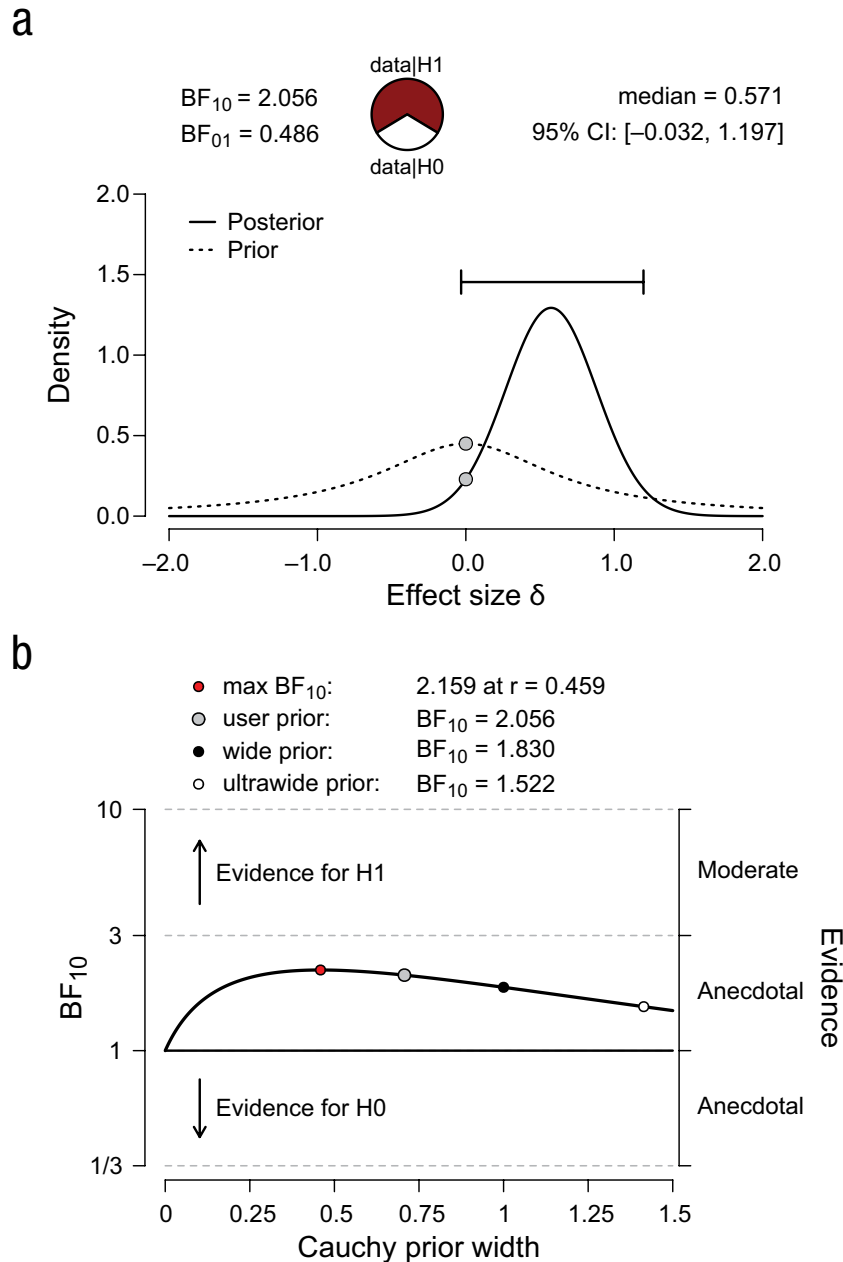 a
data|H1
BF10 = 2.056
median = 0.571
BF01 = 0.486
95% CI: [–0.032, 1.197]
data|H0
2.0
Posterior
Prior
1.5
1.0
0.5
0.0
Density
–2.0 –1.0 0.0 1.0 2.0
Effect size δ
b
max BF10: 2.159 at r = 0.459
user prior: BF10 = 2.056
wide prior: BF10 = 1.830
ultrawide prior: BF10 = 1.522
10
Evidence for H1
Moderate
3
BF10
Anecdotal
Evidence
1
Evidence for H0
Anecdotal
1/3
0 0.25 0.5 0.75 1 1.25 1.5
Cauchy prior width